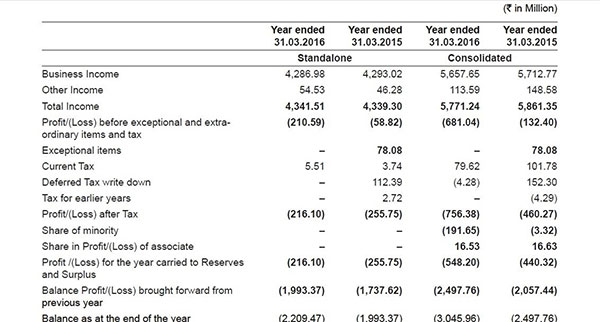 (₹ in Million)
Year ended Year ended Year ended Year ended
31.03.2016 31.03.2015 31.03.2016 31.03.2015
Standalone Consolidated
Business Income 4,286.98 4,293.02 5,657.65 5,712.77
Other Income 54.53 46.28 113.59 148.58
Total Income 4,341.51 4,339.30 5,771.24 5,861.35
Profit/(Loss) before exceptional and extra- (210.59) (58.82) (681.04) (132.40)
ordinary items and tax
Exceptional items – 78.08 – 78.08
Current Tax 5.51 3.74 79.62 101.78
Deferred Tax write down – 112.39 (4.28) 152.30
Tax for earlier years – 2.72 – (4.29)
Profit/(Loss) after Tax (216.10) (255.75) (756.38) (460.27)
Share of minority – – (191.65) (3.32)
Share in Profit/(Loss) of associate – – 16.53 16.63
Profit /(Loss) for the year carried to Reserves (216.10) (255.75) (548.20) (440.32)
and Surplus
Balance Profit/(Loss) brought forward from (1,993.37) (1,737.62) (2,497.76) (2,057.44)
previous year
Balance as at the end of the year (2,209.47) (1,993.37) (3,045.96) (2,497.76)